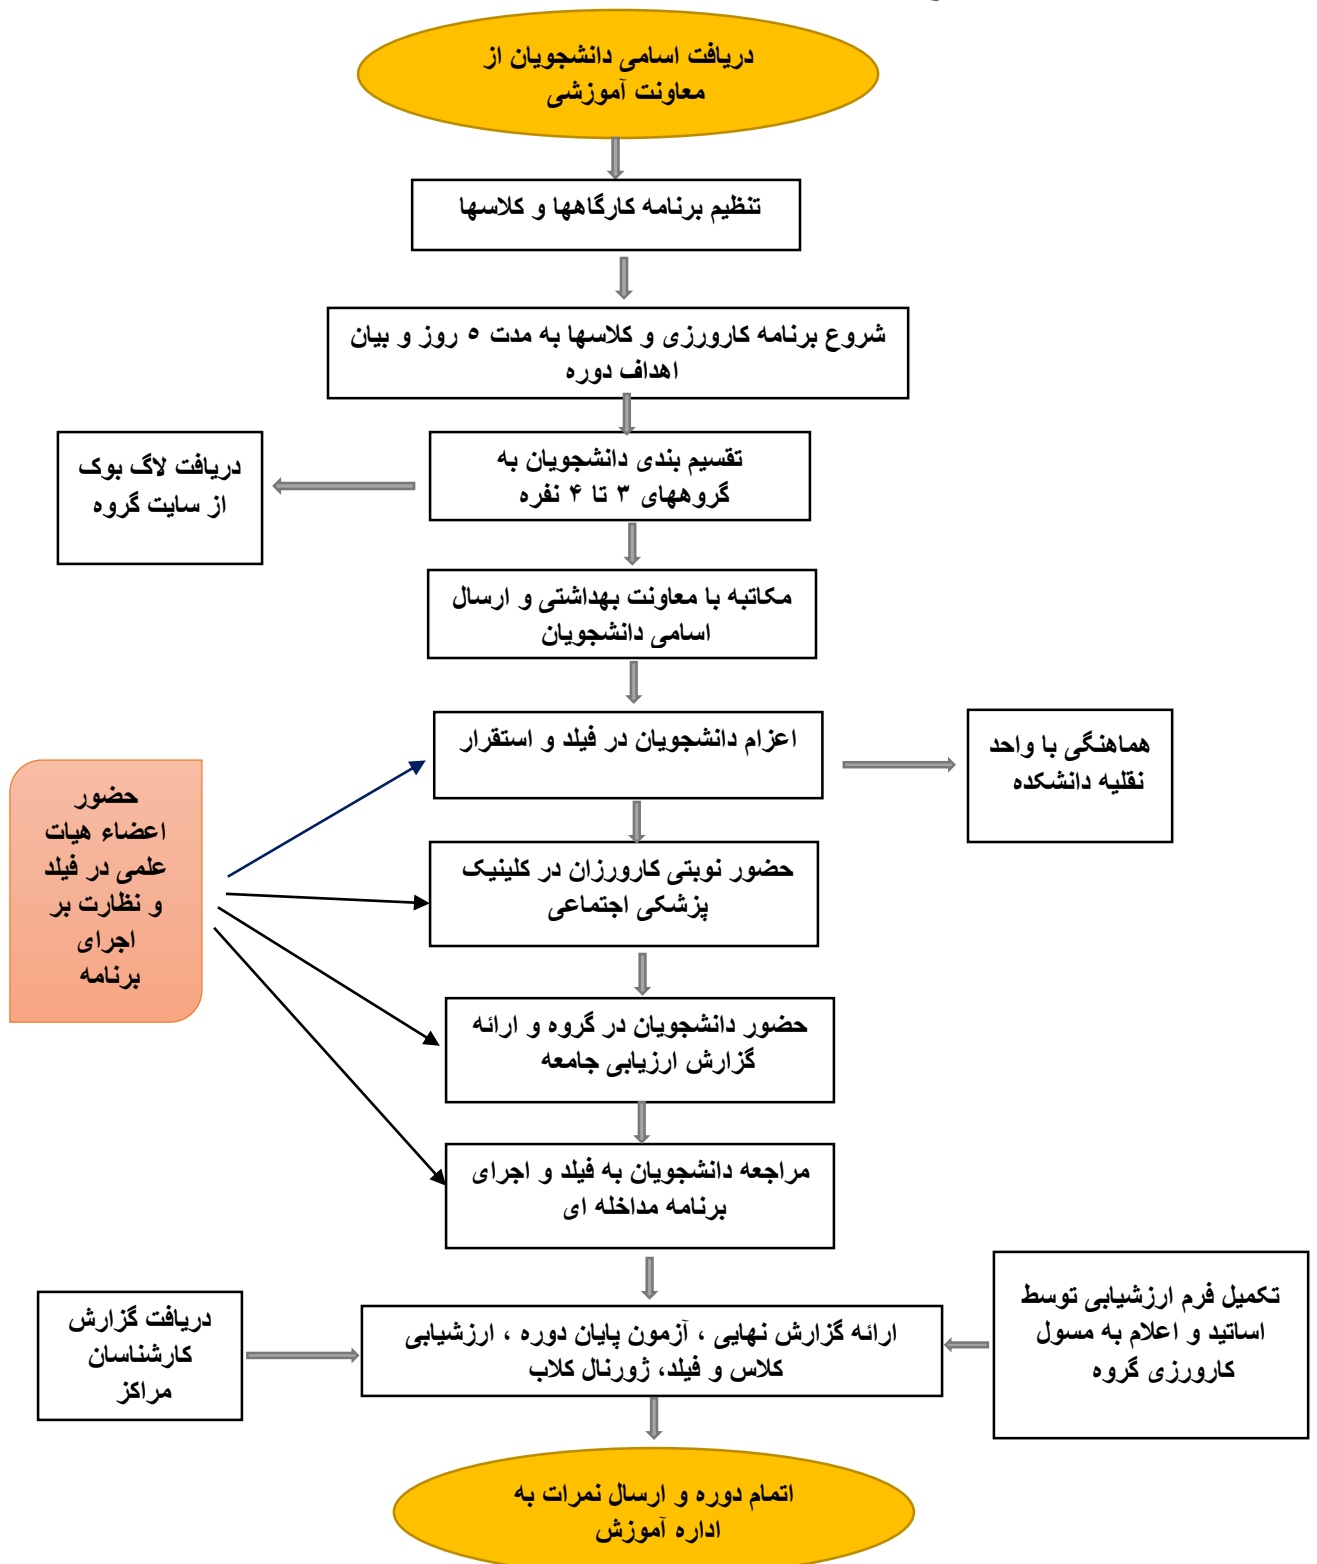 دریافت اسامی دانشجویان از
معاونت آموزشی
تنظیم برنامه کارگاهها و کلاسها
شروع برنامه کارورزی و کلاسها به مدت ۵ روز و بیان
اهداف دوره
تقسیم بندی دانشجویان به
گروههای ۳ تا ۴ نفره
دریافت لاگ بوک
از سایت گروه
مکاتبه با معاونت بهداشتی و ارسال
اسامی دانشجویان
اعزام دانشجویان در فیلد و استقرار
هماهنگی با واحد
نقلیه دانشکده
حضور
اعضاء هیات
علمی در فیلد
و نظارت بر
اجرای
برنامه
حضور نوبتی کارورزان در کلینیک
پزشکی اجتماعی
حضور دانشجویان در گروه و ارائه
گزارش ارزیابی جامعه
مراجعه دانشجویان به فیلد و اجرای
برنامه مداخله ای
تکمیل فرم ارزشیابی توسط
اساتید و اعلام به مسول
کارورزی گروه
ارائه گزارش نهایی ، آزمون پایان دوره ، ارزشیابی
کلاس و فیلد، ژورنال کلاب
دریافت گزارش
کارشناسان
مراکز
اتمام دوره و ارسال نمرات به
اداره آموزش